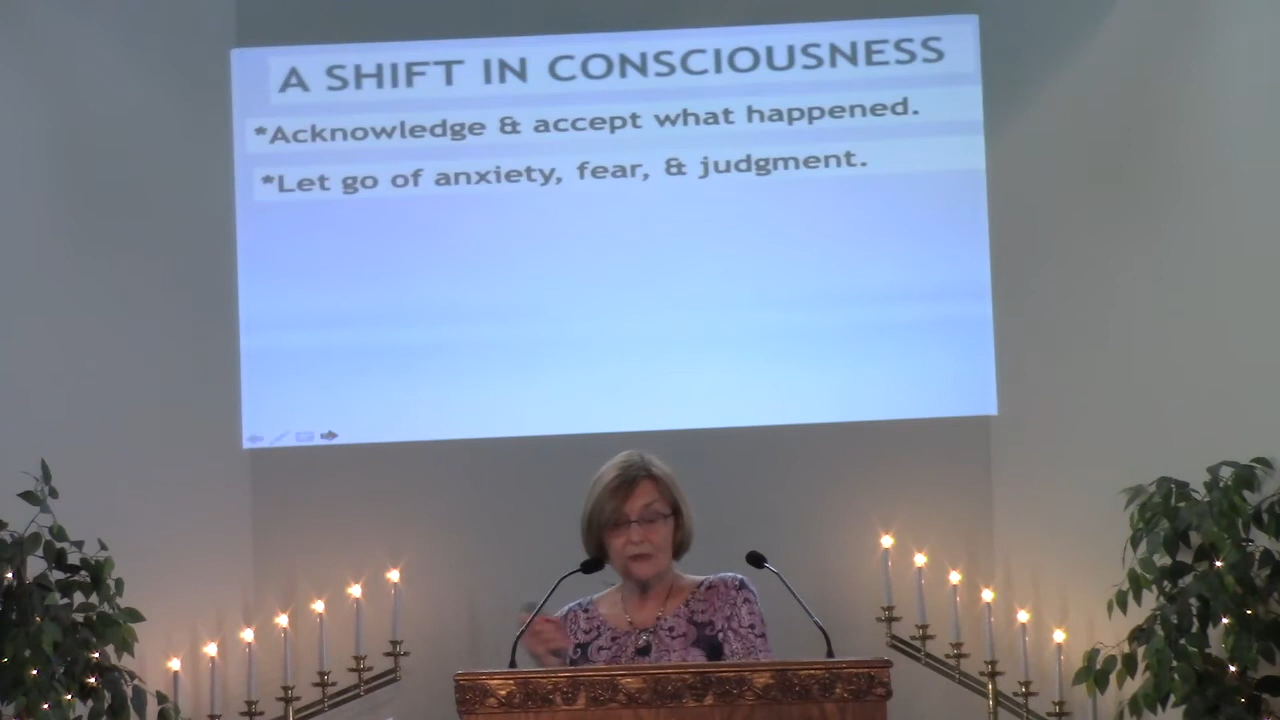 A SHIFT IN CONSCIOUSNESS
*Acknowledge & accept what happened.
*Let go of anxiety, fear, & judgment.